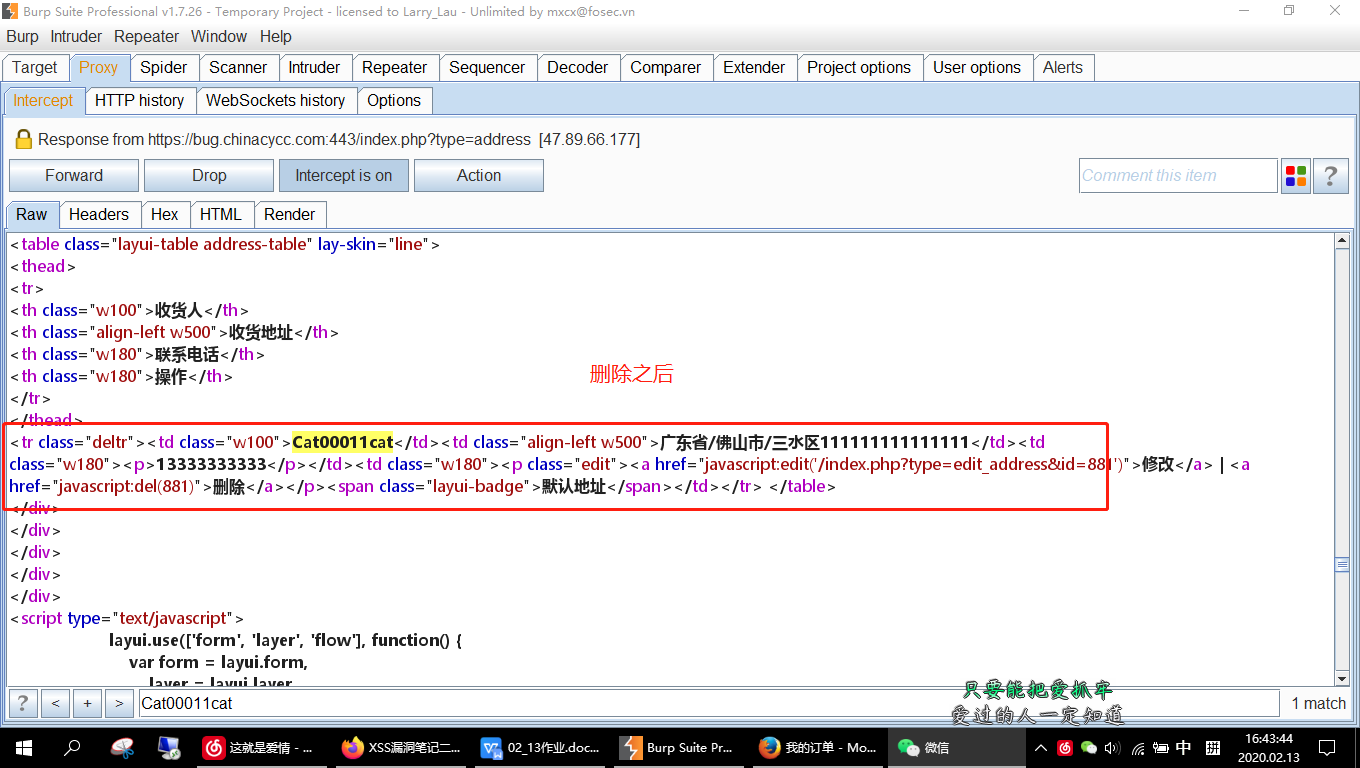 Burp Suite Professional v1.7.26 - Temporary Project - licensed to Larry_Lau - Unlimited by mxcx@fosec.vn
Burp Intruder Repeater Window Help
Target Proxy Spider Scanner Intruder Repeater Sequencer Decoder Comparer Extender Project options User options Alerts
Intercept HTTP history WebSockets history Options
Response from https://bug.chinacycc.com:443/index.php?type=address [47.89.66.177]
Forward Drop Intercept is on Action Comment this item ?
Raw Headers Hex HTML Render
<table class="layui-table address-table" lay-skin="line">
<thead>
<tr>
<th class="w100">收货人</th>
<th class="align-left w500">收货地址</th>
<th class="w180">联系电话</th>
<th class="w180">操作</th>
删除之后
</tr>
</thead>
<tr class="deltr"><td class="w100">Cat00011cat</td><td class="align-left w500">广东省/佛山市/三水区111111111111111</td><td
class="w180"><p>13333333333</p></td><td class="w180"><p class="edit"><a href="javascript:edit('/index.php?type=edit_address&id=881')">修改</a> | <a
href="javascript:del(881)">删除</a></p><span class="layui-badge">默认地址</span></td></tr> </table>
</div>
</div>
</div>
</div>
</div>
<script type="text/javascript">
layui.use(['form', 'layer', 'flow'], function() {
var form = layui.form,
layer = layui.layer
? < + > Cat00011cat 1 match
只要能把爱抓牢
爱过的人一定知道
这就是爱情 - ... XSS漏洞笔记二... 02_13作业.doc... Burp Suite Pr... 我的订单 - Mo... 微信 中 拼 16:43:44
2020.02.13